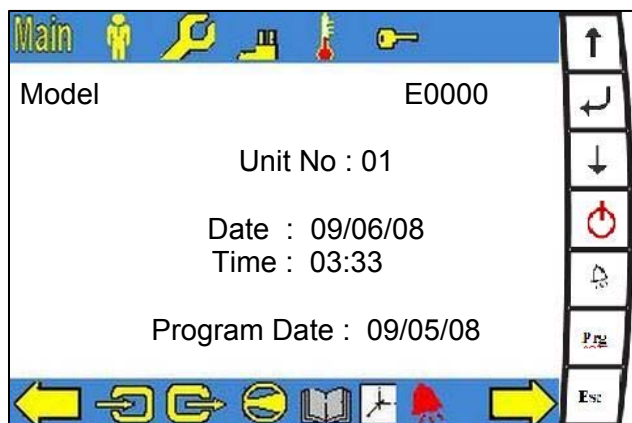 Main
Model E0000
Unit No : 01
Date : 09/06/08
Time : 03:33
Program Date : 09/05/08
Prg
Esc